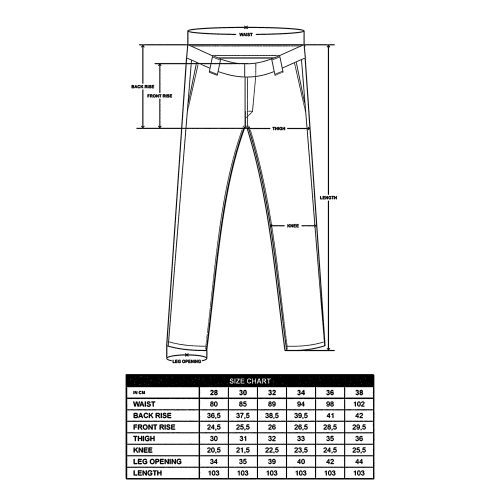 WAIST
BACK RISE
FRONT RISE
THIGH
LENGTH
KNEE
LEG OPENING
SIZE CHART
IN CM 28 30 32 34 36 38
WAIST 80 85 89 94 98 102
BACK RISE 36,5 37,5 38,5 39,5 41 42
FRONT RISE 24,5 25,5 26 26,5 28,5 29,5
THIGH 30 31 32 33 35 36
KNEE 20,5 21,5 22,5 23,5 24,5 25,5
LEG OPENING 34 35 39 40 42 44
LENGTH 103 103 103 103 103 103